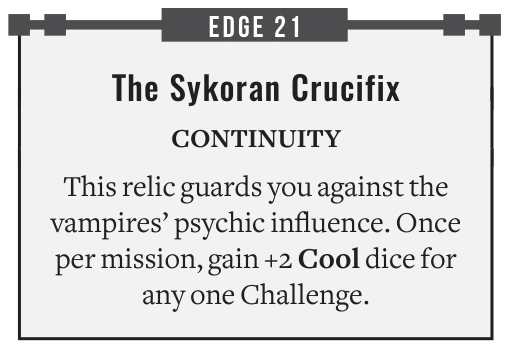 EDGE 21
The Sykoran Crucifix
CONTINUITY
This relic guards you against the
vampires’ psychic influence. Once
per mission, gain +2 Cool dice for
any one Challenge.